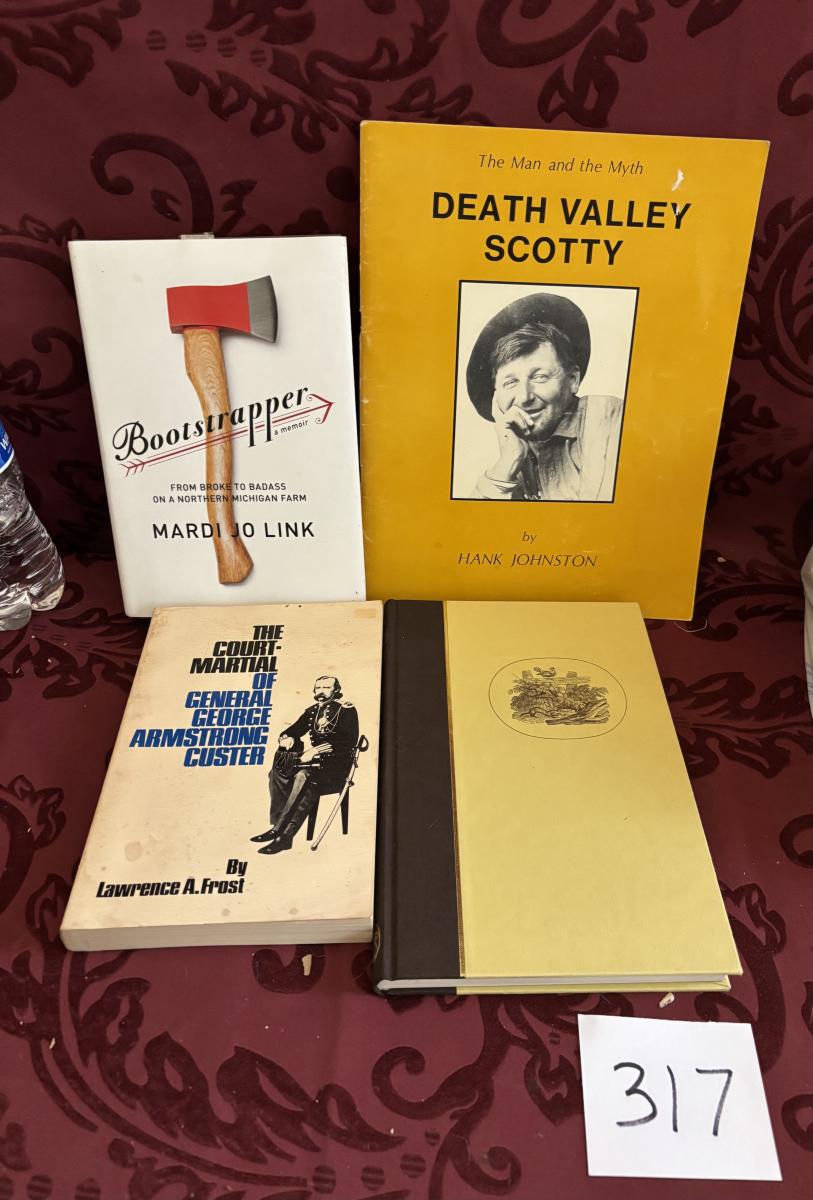 The Man and the Myth
DEATH VALLEY
SCOTTY
by
HANK JOHNSTON
Bootstrapper
a memoir
FROM BROKE TO BADASS
ON A NORTHERN MICHIGAN FARM
MARDI JO LINK
THE
COURT-
MARTIAL
OF
GENERAL
GEORGE
ARMSTRONG
CUSTER
By
Lawrence A. Frost
317